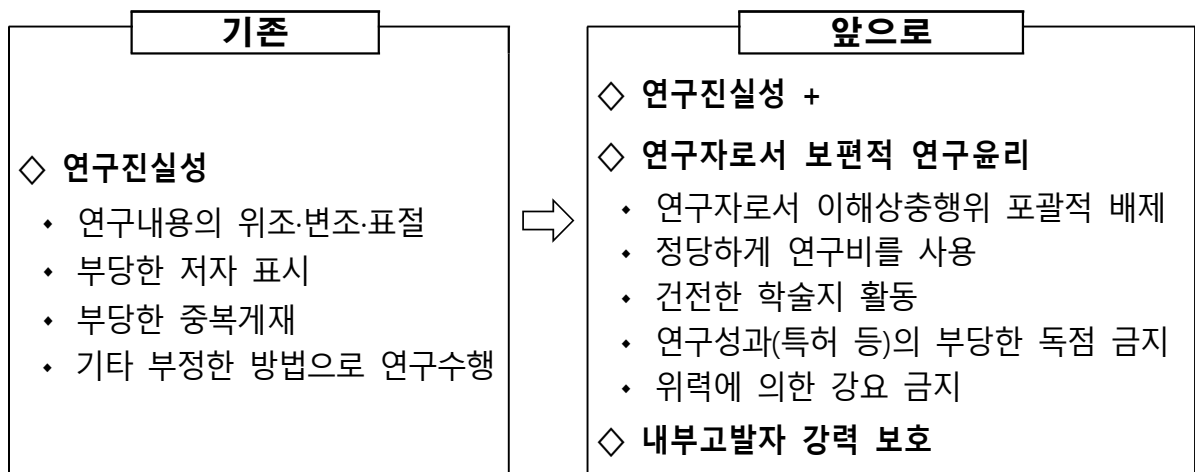 기존
◇ 연구진실성
• 연구내용의 위조·변조·표절
• 부당한 저자 표시
• 부당한 중복게재
• 기타 부정한 방법으로 연구수행
앞으로
◇ 연구진실성 +
◇ 연구자로서 보편적 연구윤리
• 연구자로서 이해상충행위 포괄적 배제
• 정당하게 연구비를 사용
• 건전한 학술지 활동
• 연구성과(특허 등)의 부당한 독점 금지
• 위력에 의한 강요 금지
◇ 내부고발자 강력 보호